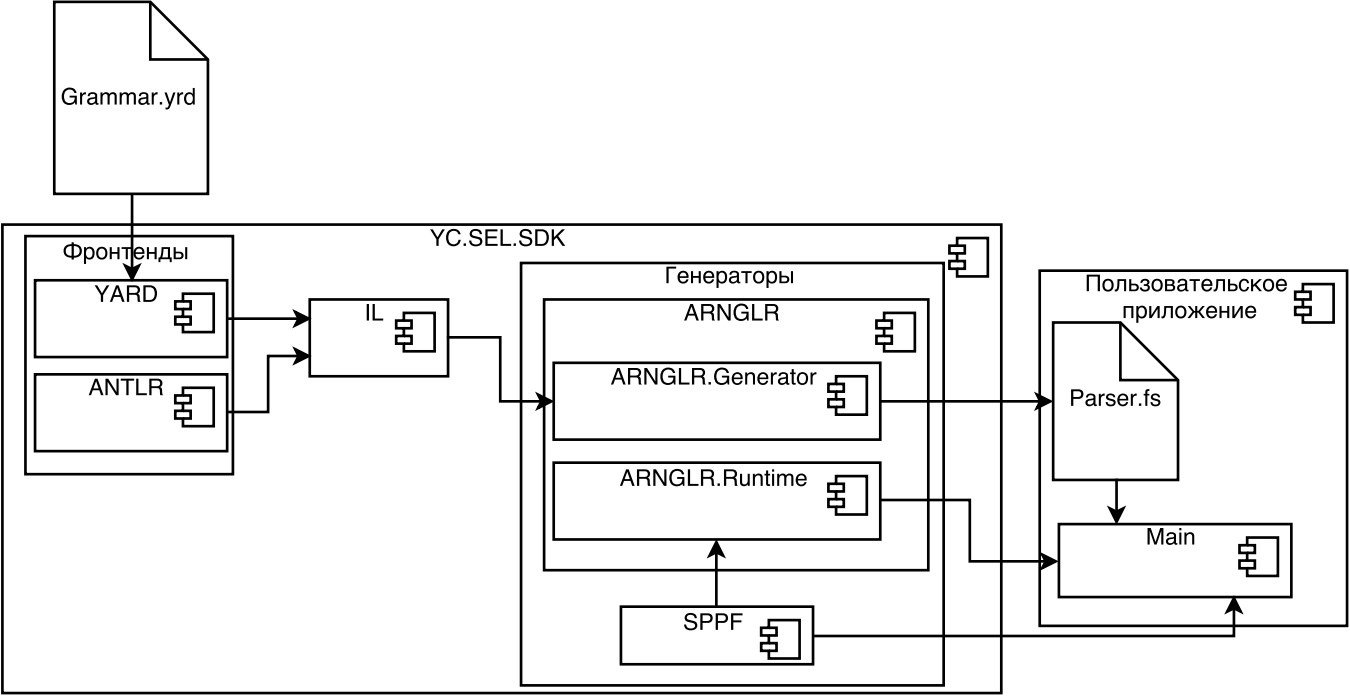 Grammar.yrd
YC.SEL.SDK
Фронтенды
YARD
ANTLR
IL
Генераторы
ARNGLR
ARNGLR.Generator
ARNGLR.Runtime
SPPF
Пользовательское
приложение
Parser.fs
Main